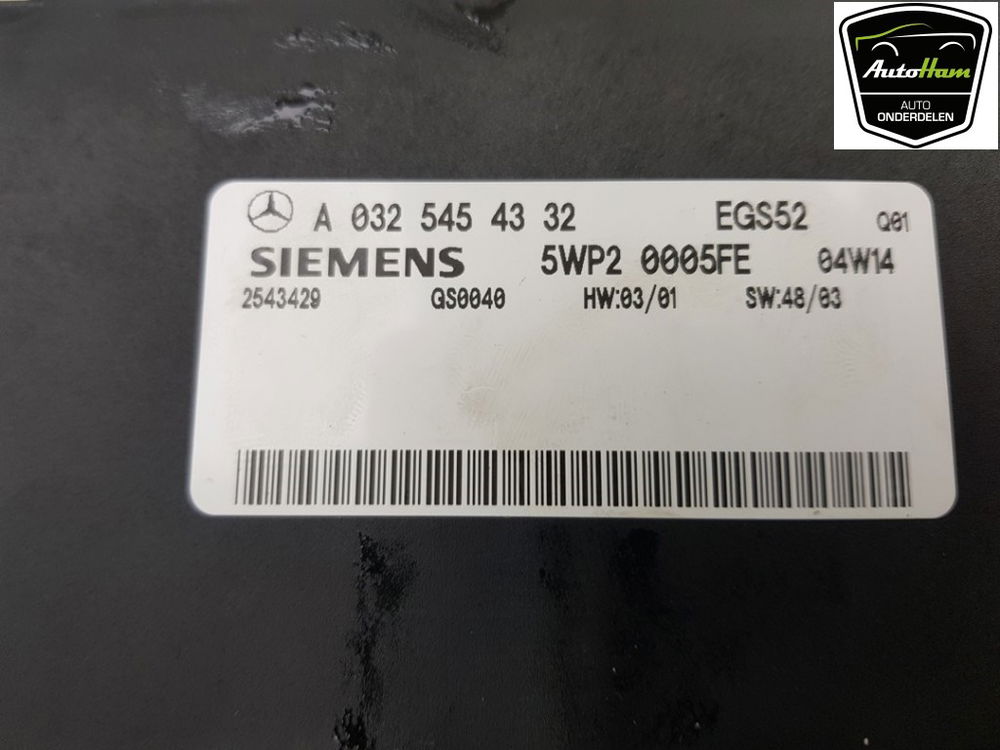 AutoHam
AUTO
ONDERDELEN
A 032 545 43 32 EGS52 Q01
SIEMENS 5WP2 0005FE 04W14
2543429 GS0040 HW:03/01 SW:48/03